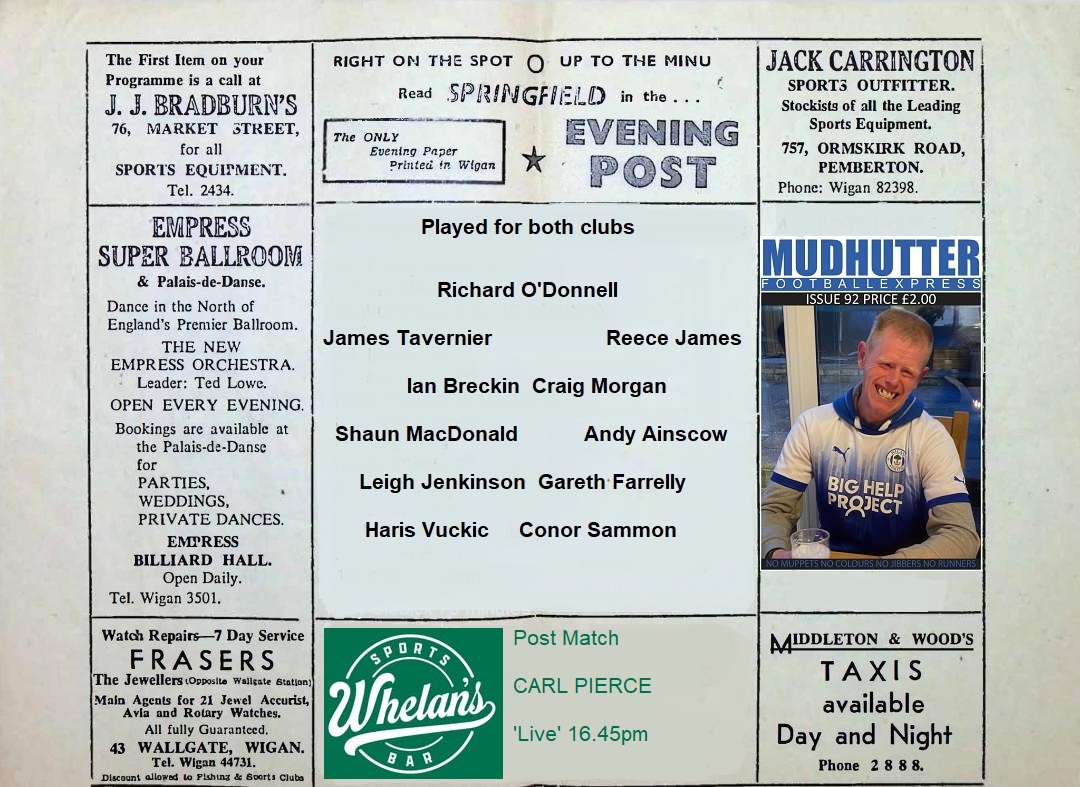 The First Item on your
Programme is a call at
J. J. BRADBURN'S
76, MARKET STREET,
for all
SPORTS EQUIPMENT.
Tel. 2434.
RIGHT ON THE SPOT O UP TO THE MINU
Read SPRINGFIELD in the ...
The ONLY
Evening Paper
Printed in Wigan
EVENING
POST
JACK CARRINGTON
SPORTS OUTFITTER.
Stockists of all the Leading
Sports Equipment.
757, ORMSKIRK ROAD,
PEMBERTON.
Phone: Wigan 82398.
EMPRESS
SUPER BALLROOM
& Palais-de-Danse.
Dance in the North of
England's Premier Ballroom.
THE NEW
EMPRESS ORCHESTRA.
Leader: Ted Lowe.
OPEN EVERY EVENING.
Bookings are available at
the Palais-de-Danse
for
PARTIES,
WEDDINGS,
PRIVATE DANCES.
EMPRESS
BILLIARD HALL.
Open Daily.
Tel. Wigan 3501.
Played for both clubs
Richard O'Donnell
James Tavernier Reece James
Ian Breckin Craig Morgan
Shaun MacDonald Andy Ainscow
Leigh Jenkinson Gareth Farrelly
Haris Vuckic Conor Sammon
MUDHUTTER
FOOTBALLEXPRESS
ISSUE 92 PRICE £2.00
BIG HELP
PROJECT
NO MUPPETS NO COLOURS NO JIBBERS NO RUNNERS
Watch Repairs—7 Day Service
FRASERS
The Jewellers (Opposite Wallgate Station)
Main Agents for 21 Jewel Accurist,
Avia and Rotary Watches.
All fully Guaranteed.
43 WALLGATE, WIGAN.
Tel. Wigan 44731.
Discount allowed to Fishing & Sports Clubs
SPORTS
Whelan's
BAR
Post Match
CARL PIERCE
'Live' 16.45pm
MIDDLETON & WOOD'S
TAXIS
available
Day and Night
Phone 2888.